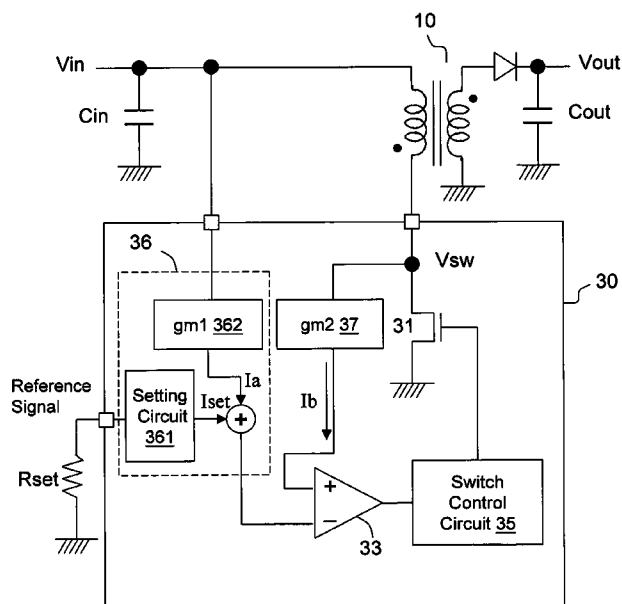 10
Vin
Vout
Cin
Cout
36
Vsw
30
gm1 362
gm2 37
31
Reference
Signal
Setting
Circuit
361
Ia
Iset
+
Ib
Rset
+
−
33
Switch
Control
Circuit 35